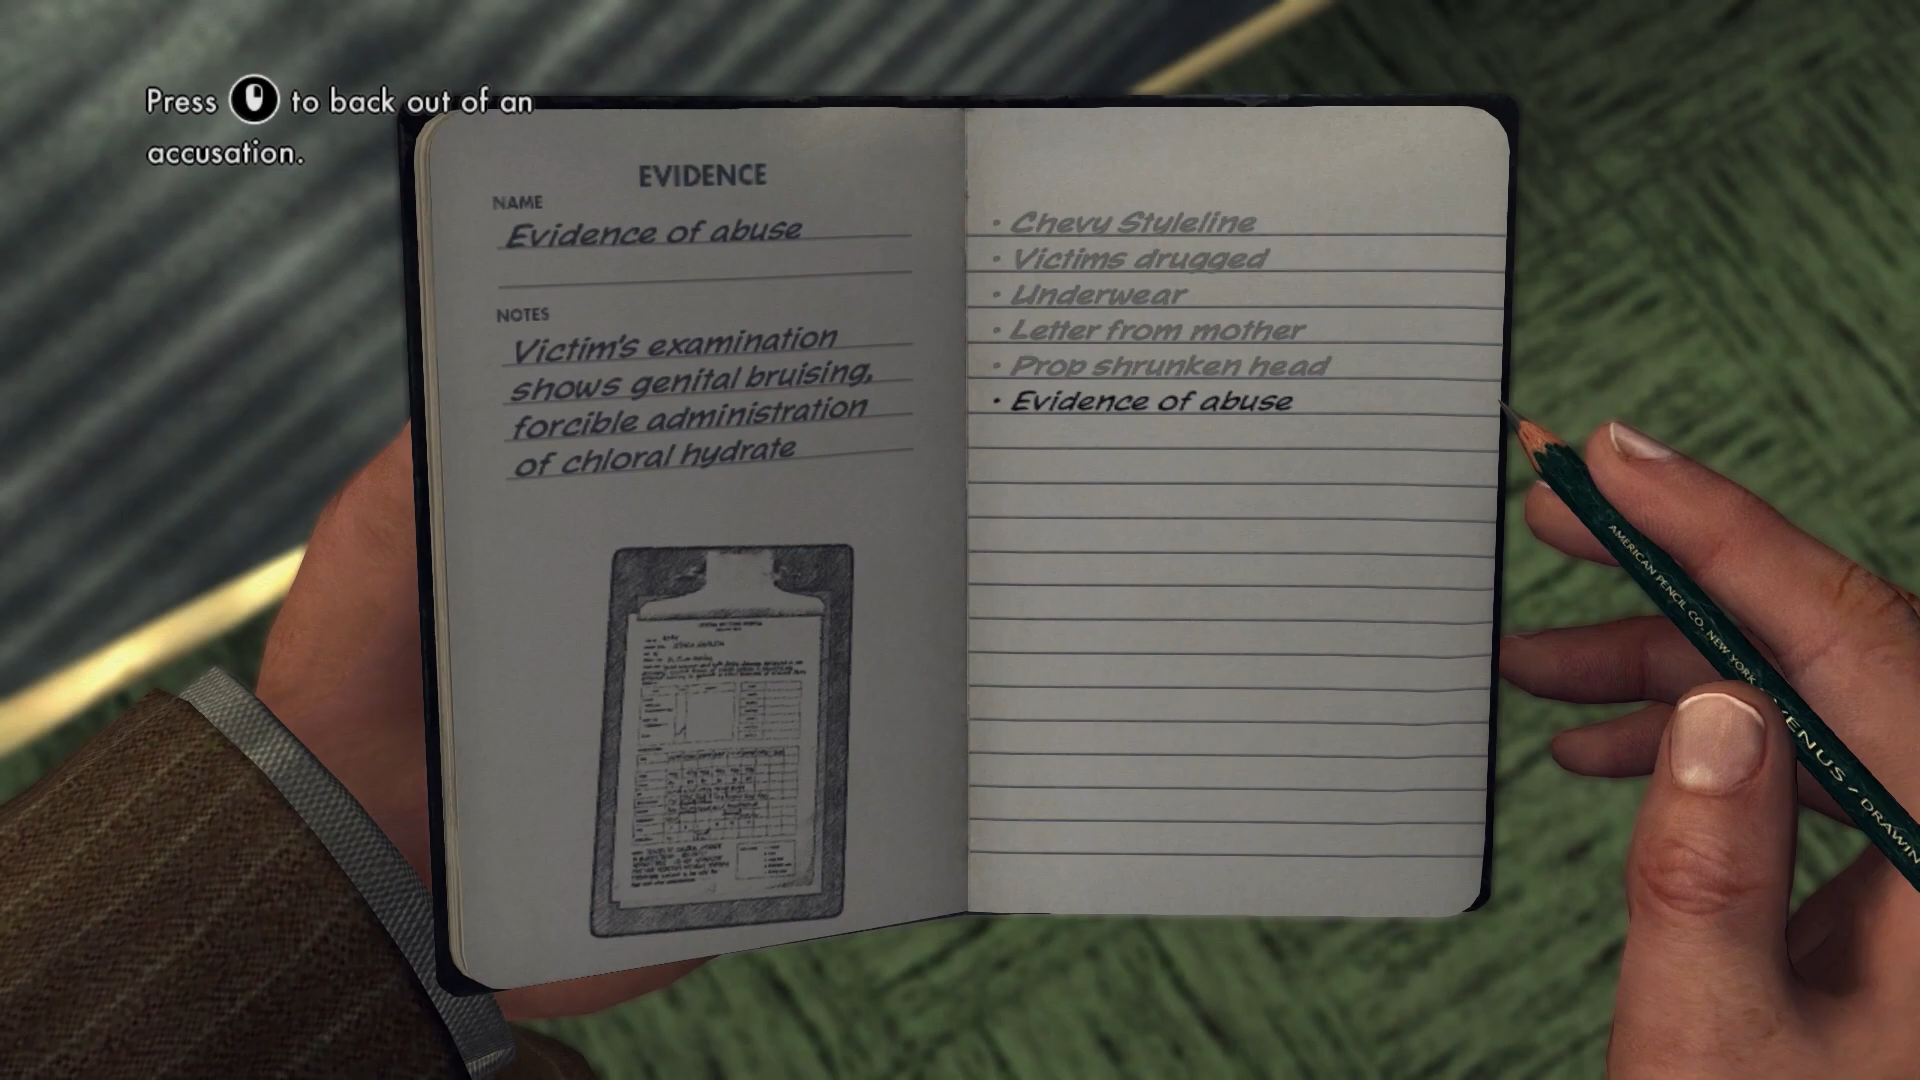 Press to back out of an
accusation.
EVIDENCE
NAME
Evidence of abuse
NOTES
Victim's examination
shows genital bruising,
forcible administration
of chloral hydrate
• Chevy Styleline
• Victims drugged
• Underwear
• Letter from mother
• Prop shrunken head
• Evidence of abuse
AMERICAN PENCIL CO. NEW YORK VENUS / DRAWIN